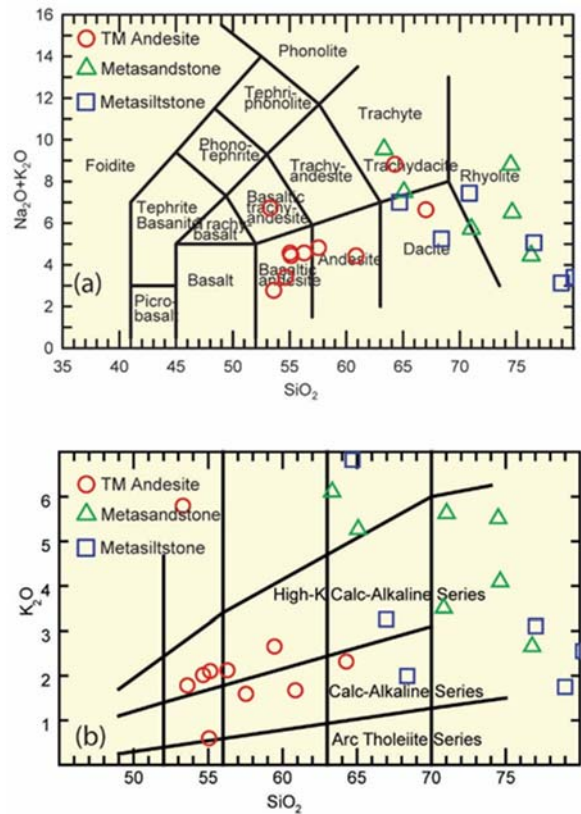 (a)
TM Andesite
Metasandstone
Metasiltstone
Phonolite
Tephri-
phonolite
Trachyte
Foidite
Phono-
Tephrite
Trachy-
andesite
Trachydacite
Rhyolite
Tephrite
Basanite
Trachy-
basalt
Basaltic
trachy-
andesite
Dacite
Andesite
Basaltic
andesite
Basalt
Picro-
basalt
Na2O+K2O
16
14
12
10
8
6
4
2
0
35 40 45 50 55 60 65 70 75
SiO2
(b)
TM Andesite
Metasandstone
Metasiltstone
High-K Calc-Alkaline Series
Calc-Alkaline Series
Arc Tholeiite Series
K2O
6
5
4
3
2
1
50 55 60 65 70 75
SiO2